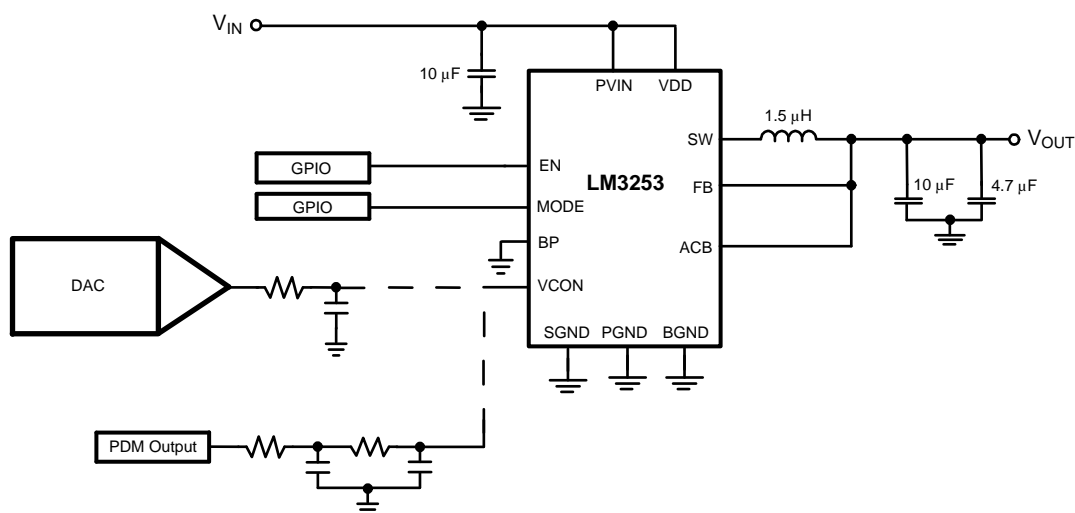 VIN
10 μF
PVIN VDD
1.5 μH
SW
VOUT
GPIO
EN
LM3253
FB
10 μF
4.7 μF
GPIO
MODE
BP
ACB
DAC
VCON
SGND PGND BGND
PDM Output